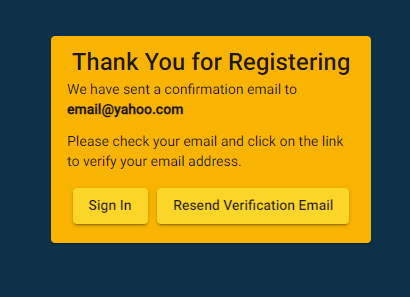 Thank You for Registering
We have sent a confirmation email to
email@yahoo.com
Please check your email and click on the link
to verify your email address.
Sign In
Resend Verification Email